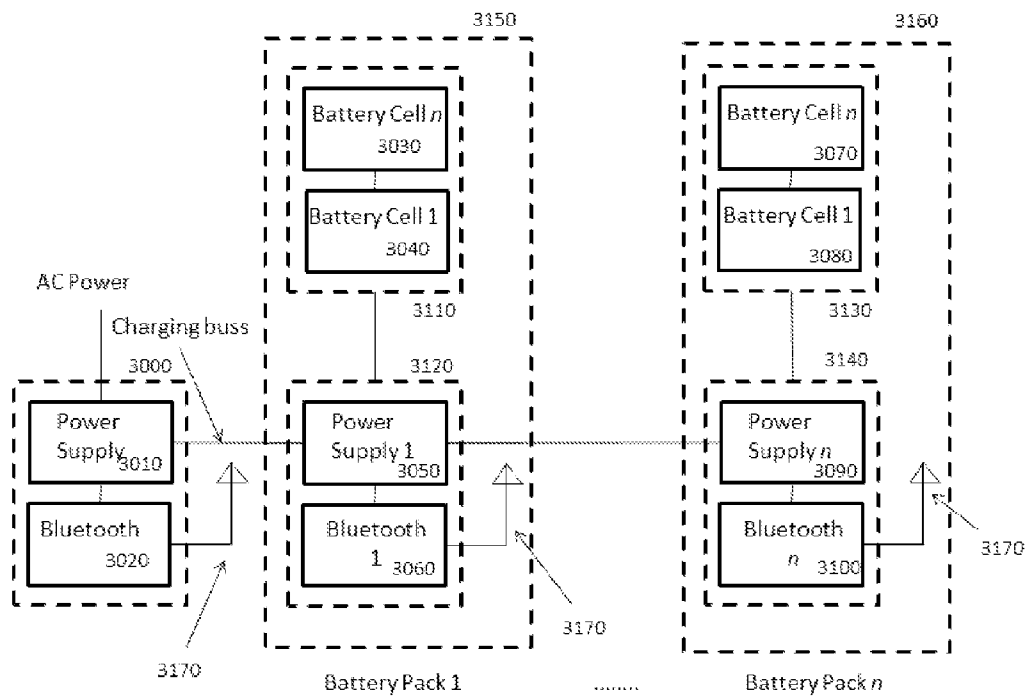 3150
3160
Battery Cell n
3030
Battery Cell n
3070
Battery Cell 1
3040
Battery Cell 1
3080
AC Power
3110
3130
Charging buss
3000
3120
3140
Power
Supply
3010
Power
Supply 1
3050
Power
Supply n
3090
Bluetooth
3020
Bluetooth
1
3060
Bluetooth
n
3100
3170
3170
3170
Battery Pack 1
........
Battery Pack n